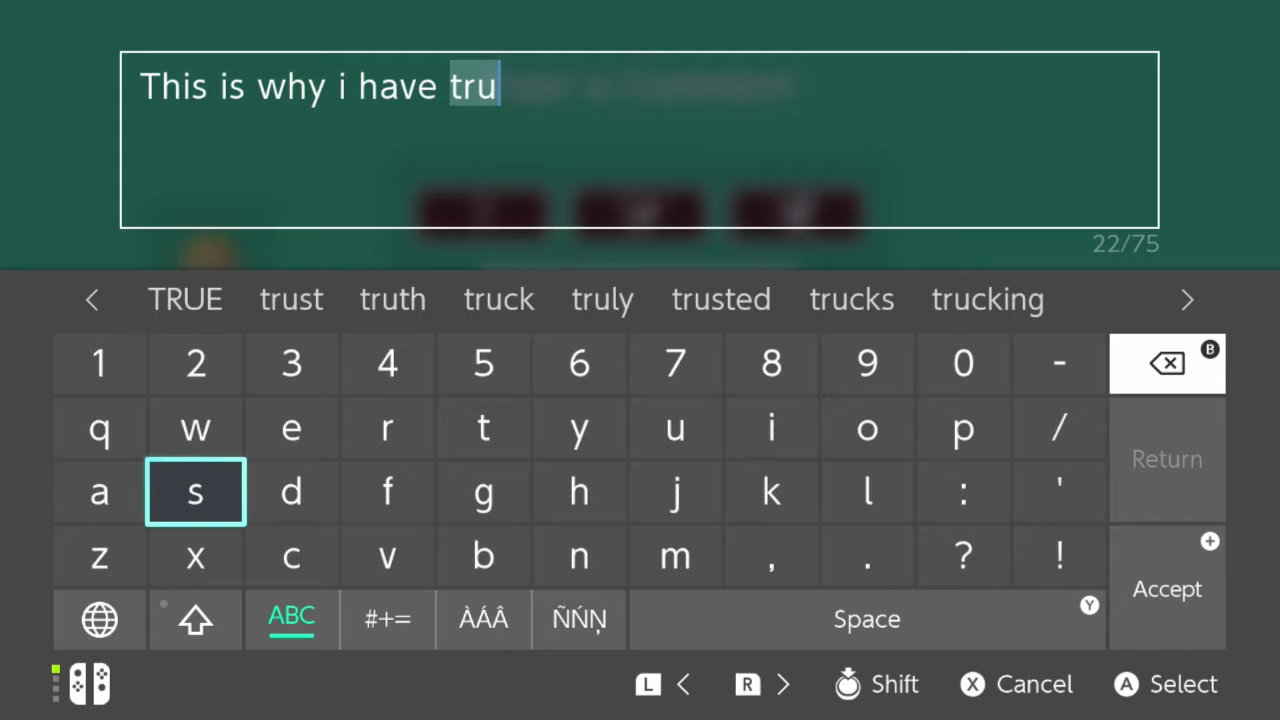 This is why i have tru
22/75
< TRUE trust truth truck truly trusted trucks trucking >
1 2 3 4 5 6 7 8 9 0 - B
q w e r t y u i o p /
Return
a s d f g h j k l : '
z x c v b n m , . ? ! +
Accept
ABC #+= ÀÁÂ ÑŃŅ Space Y
L < R > Shift X Cancel A Select